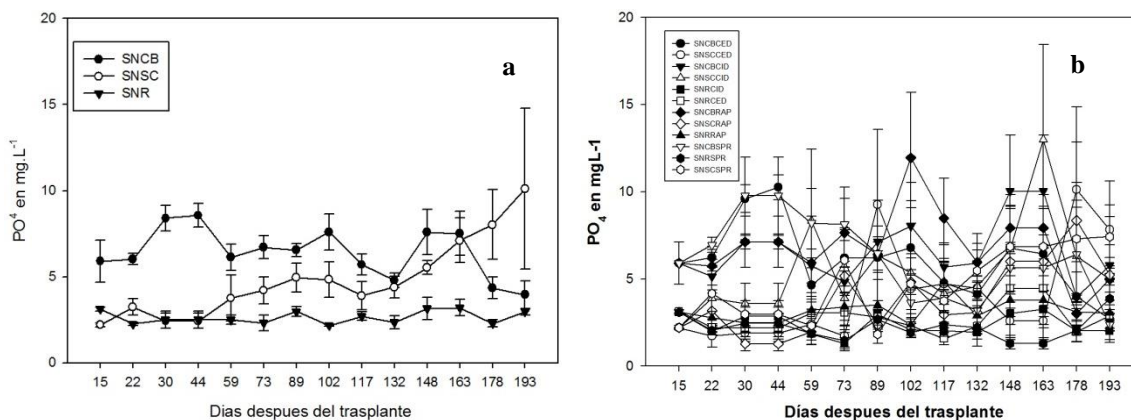 20
15
10
5
0
PO⁴ en mg.L⁻¹
SNCB
SNSC
SNR
a
15 22 30 44 59 73 89 102 117 132 148 163 178 193
Días despues del trasplante
20
15
10
5
0
PO₄ en mgL-1
SNCBCED
SNSCCED
SNCBCID
SNSCCID
SNRCID
SNRCED
SNCBRAP
SNSCRAP
SNRRAP
SNCBSPR
SNRSPR
SNSCSPR
b
15 22 30 44 59 73 89 102 117 132 148 163 178 193
Días despues del trasplante